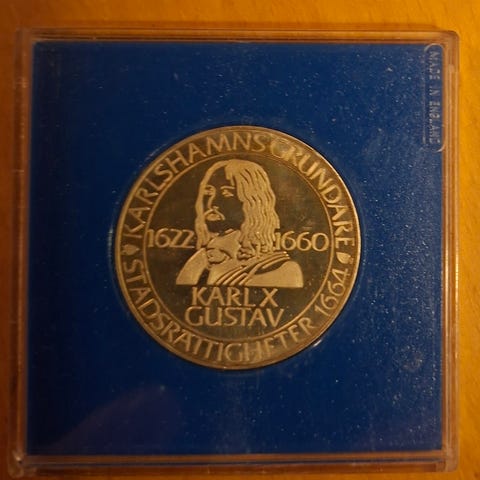 KARLSHAMNS GRUNDARE
1622 1660
KARL X
GUSTAV
STADSRÄTTIGHETER 1664
MADE IN ENGLAND